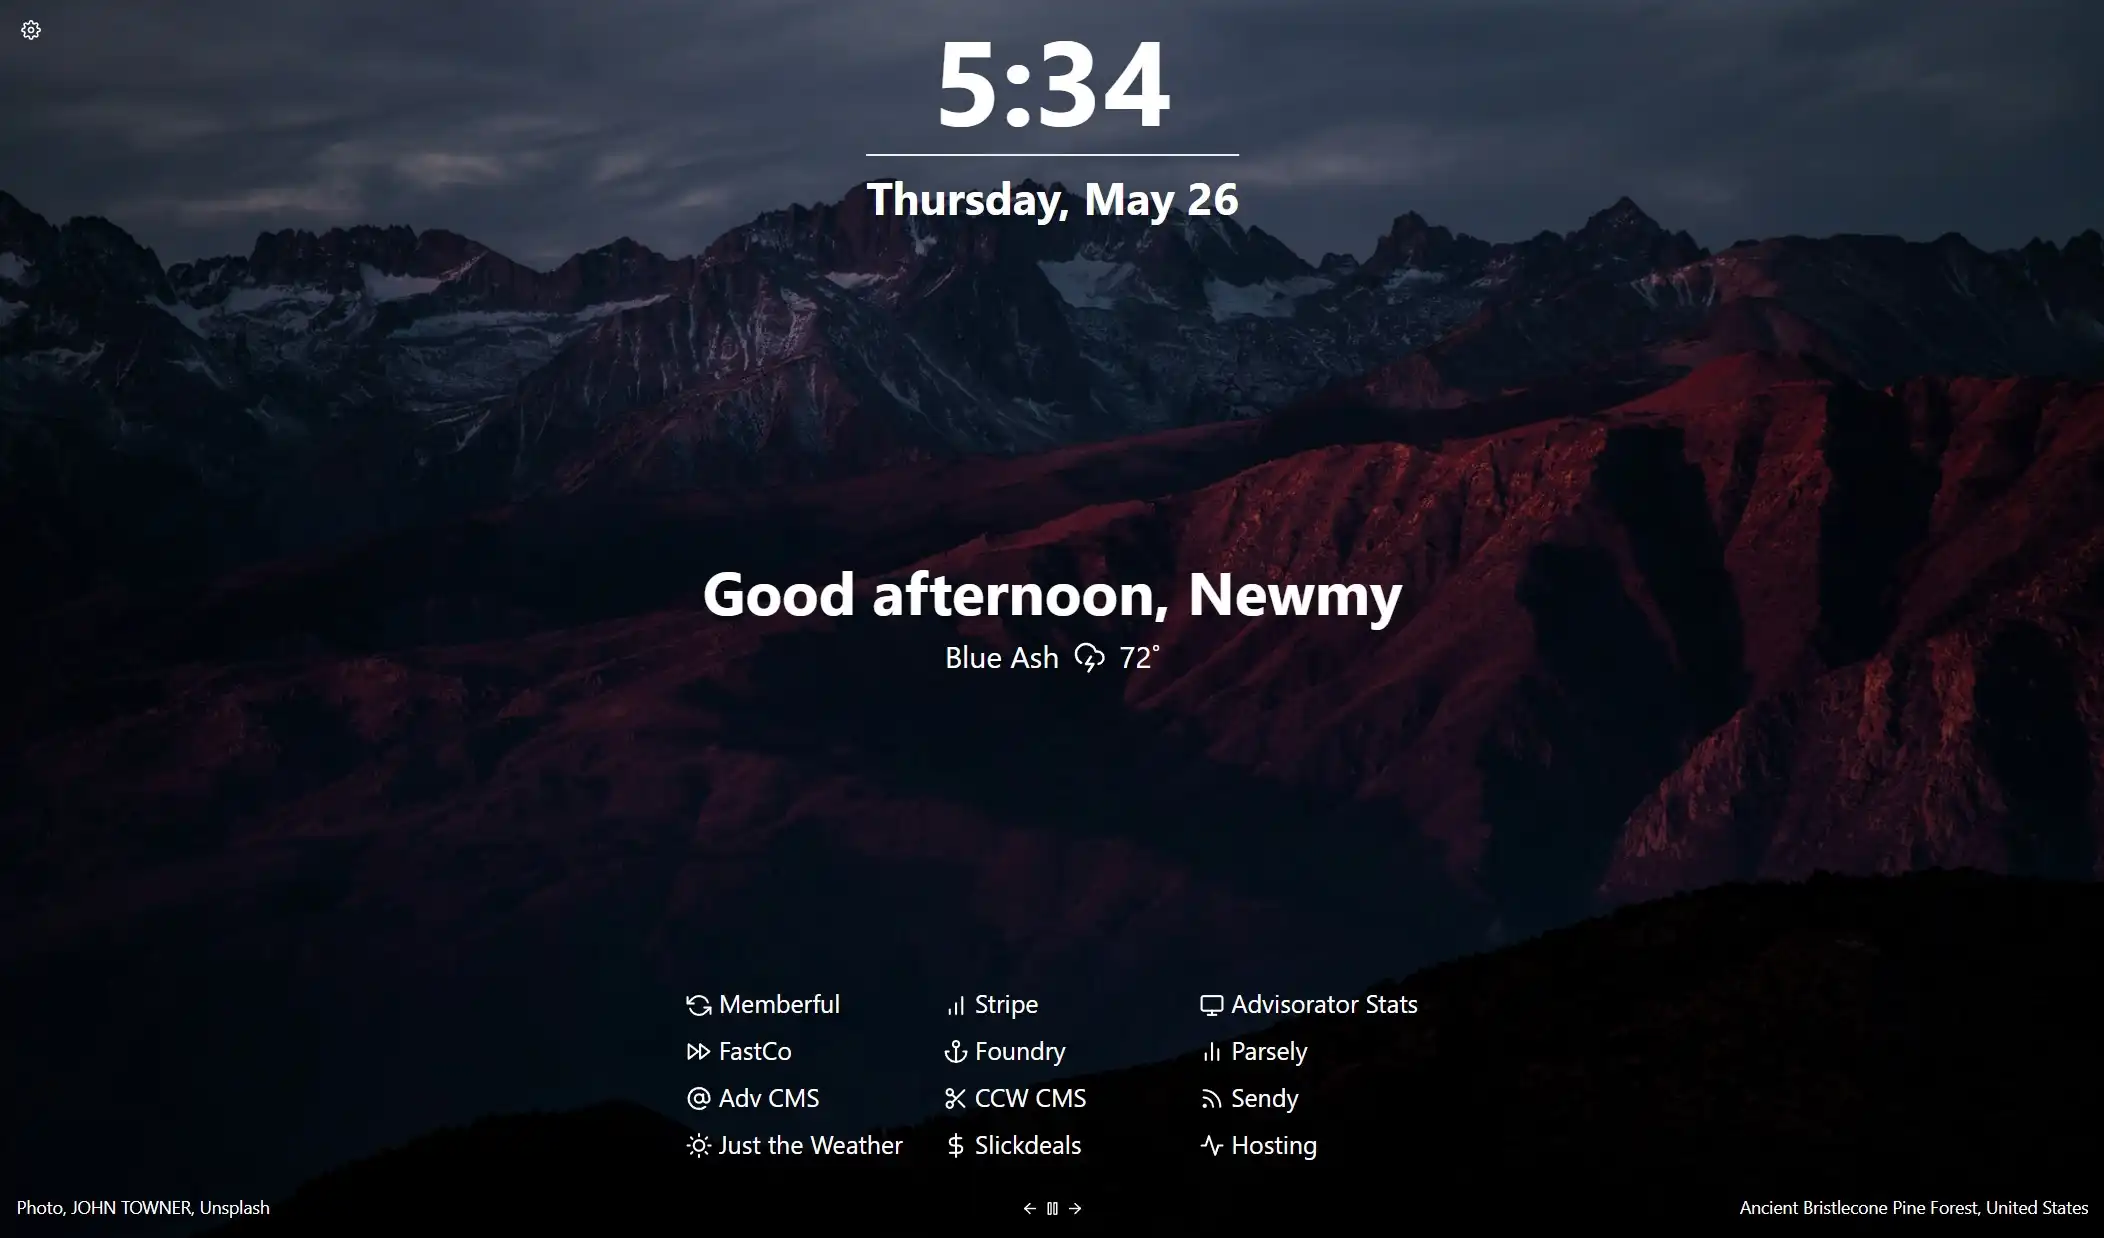 5:34
Thursday, May 26
Good afternoon, Newmy
Blue Ash 72°
Memberful
Stripe
Advisorator Stats
FastCo
Foundry
Parsely
Adv CMS
CCW CMS
Sendy
Just the Weather
Slickdeals
Hosting
Photo, JOHN TOWNER, Unsplash
Ancient Bristlecone Pine Forest, United States